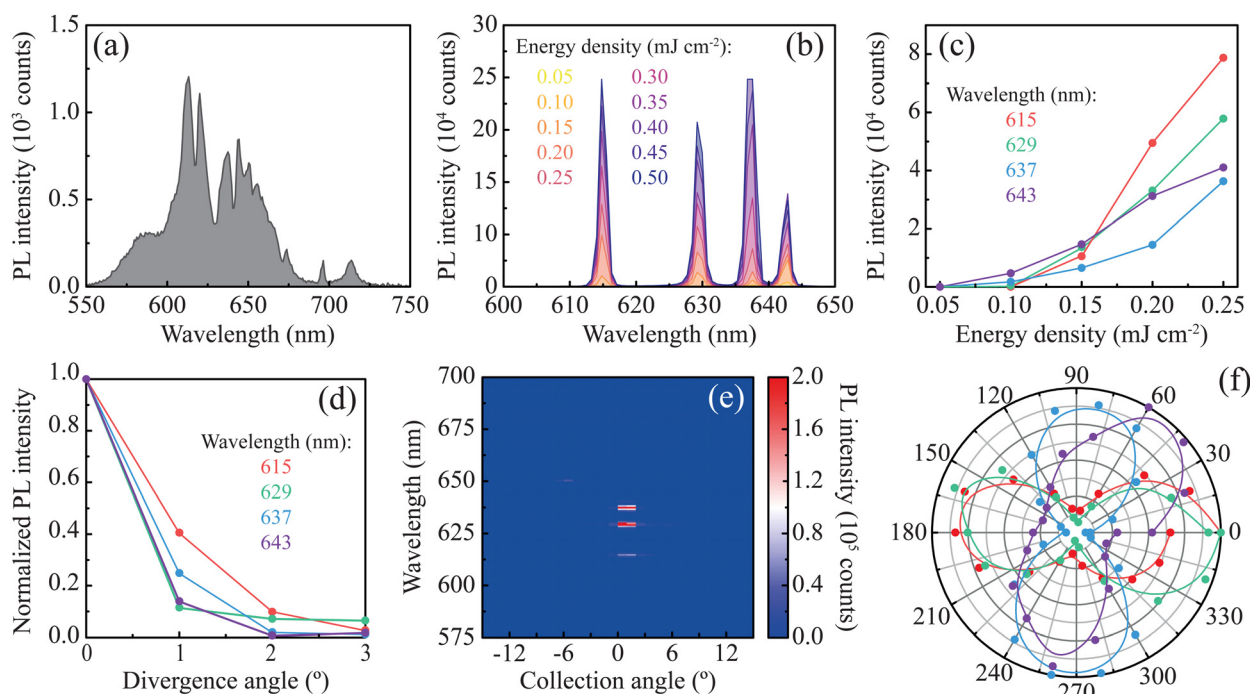 (a)
PL intensity (10³ counts)
1.5
1.0
0.5
0.0
550 600 650 700 750
Wavelength (nm)
(b)
Energy density (mJ cm⁻²):
0.05 0.30
0.10 0.35
0.15 0.40
0.20 0.45
0.25 0.50
PL intensity (10⁴ counts)
30
25
15
10
5
0
600 610 620 630 640 650
Wavelength (nm)
(c)
Wavelength (nm):
615
629
637
643
PL intensity (10⁴ counts)
8
6
4
2
0
0.05 0.10 0.15 0.20 0.25
Energy density (mJ cm⁻²)
(d)
Wavelength (nm):
615
629
637
643
Normalized PL intensity
1.0
0.8
0.6
0.4
0.2
0.0
0 1 2 3
Divergence angle (º)
(e)
Wavelength (nm)
700
675
650
625
600
575
-12 -6 0 6 12
Collection angle (º)
2.0
1.6
1.2
0.8
0.4
0.0
PL intensity (10⁵ counts)
(f)
90
60
30
0
330
300
270
240
210
180
150
120